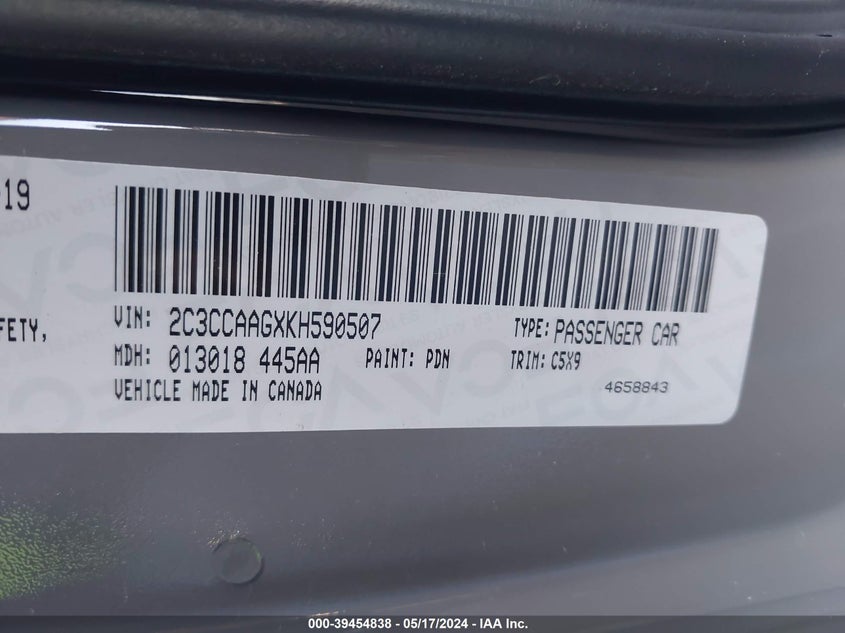 19
FETY,
VIN: 2C3CCAAGXKH590507 TYPE: PASSENGER CAR
MDH: 013018 445AA PAINT: PDN TRIM: C5X9
VEHICLE MADE IN CANADA 4658843
000-39454838 - 05/17/2024 - IAA Inc.